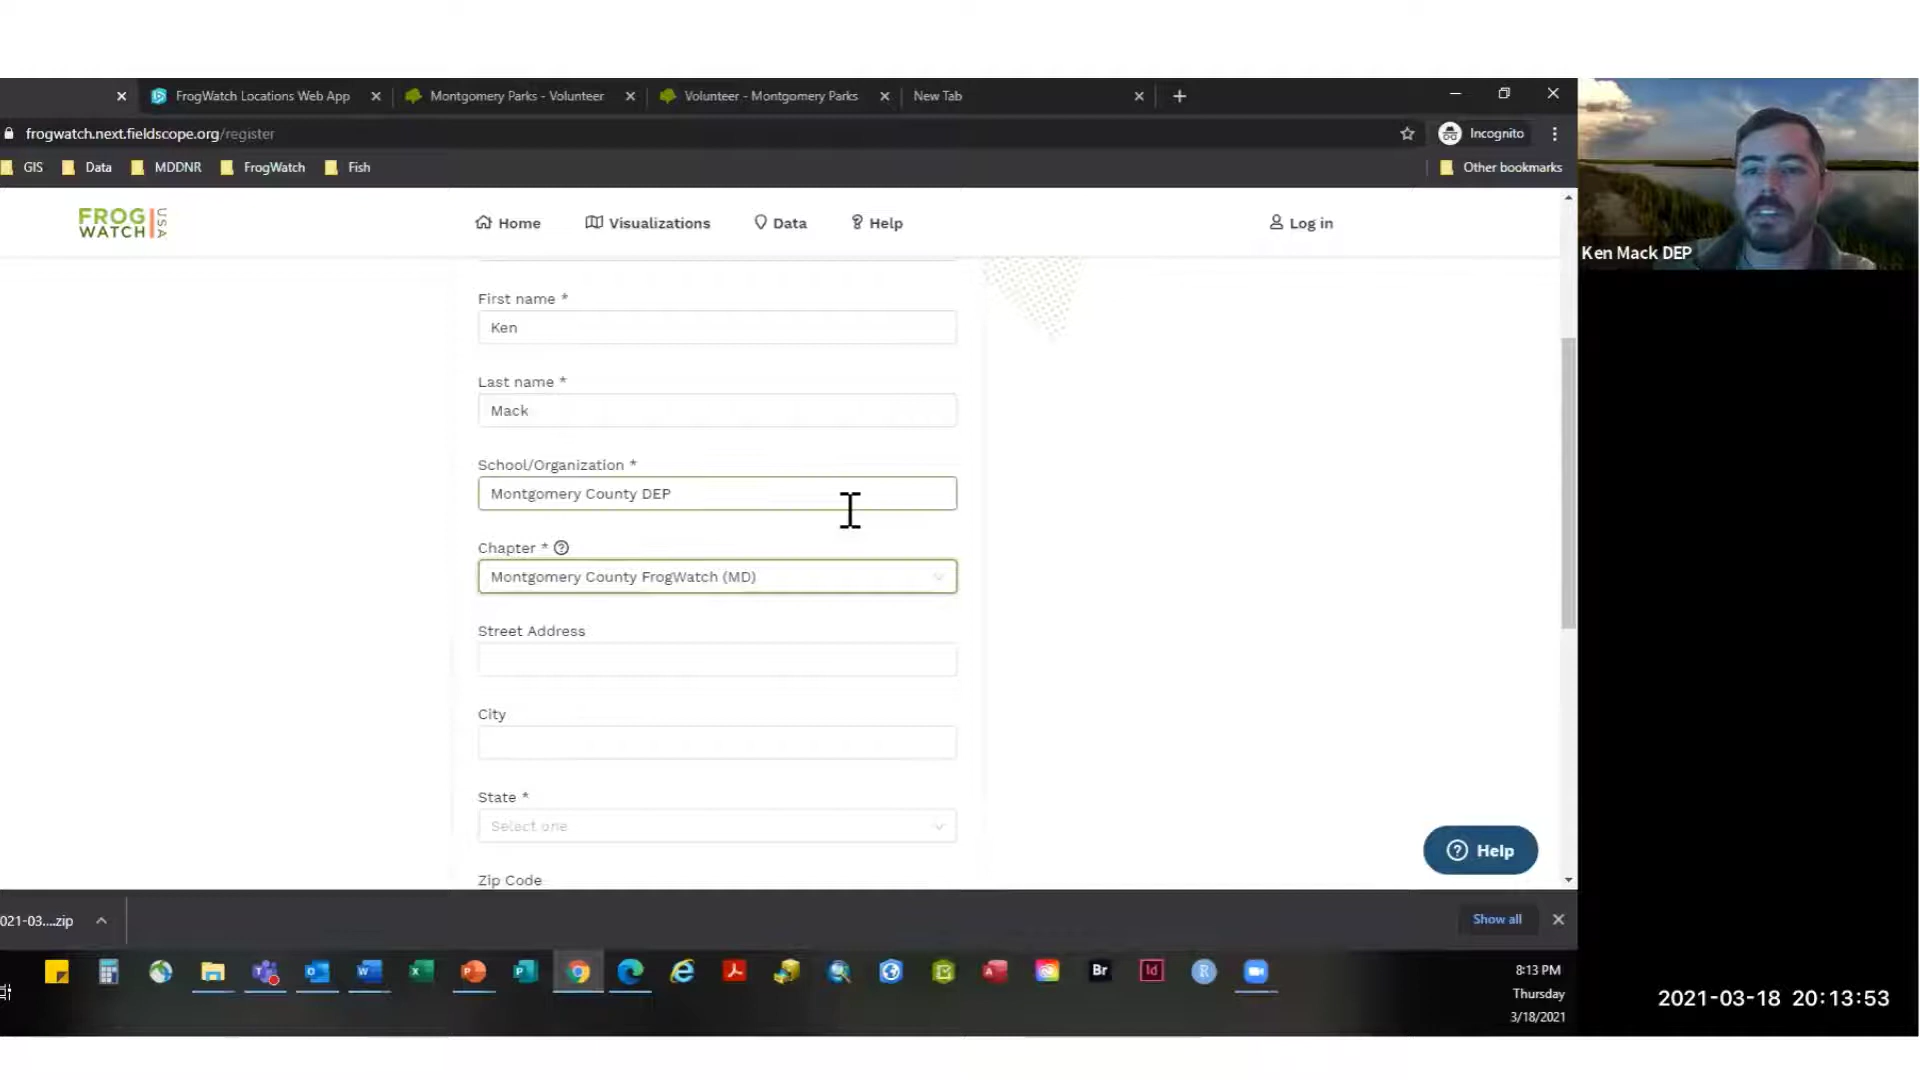 FrogWatch Locations Web App
Montgomery Parks - Volunteer
Volunteer - Montgomery Parks
New Tab
frogwatch.next.fieldscope.org/register
Incognito
GIS
Data
MDDNR
FrogWatch
Fish
Other bookmarks
FROG
WATCH
USA
Home
Visualizations
Data
Help
Log in
Ken Mack DEP
First name *
Ken
Last name *
Mack
School/Organization *
Montgomery County DEP
Chapter *
Montgomery County FrogWatch (MD)
Street Address
City
State *
Select one
Zip Code
Help
021-03....zip
Show all
Br
Id
R
8:13 PM
Thursday
3/18/2021
2021-03-18 20:13:53